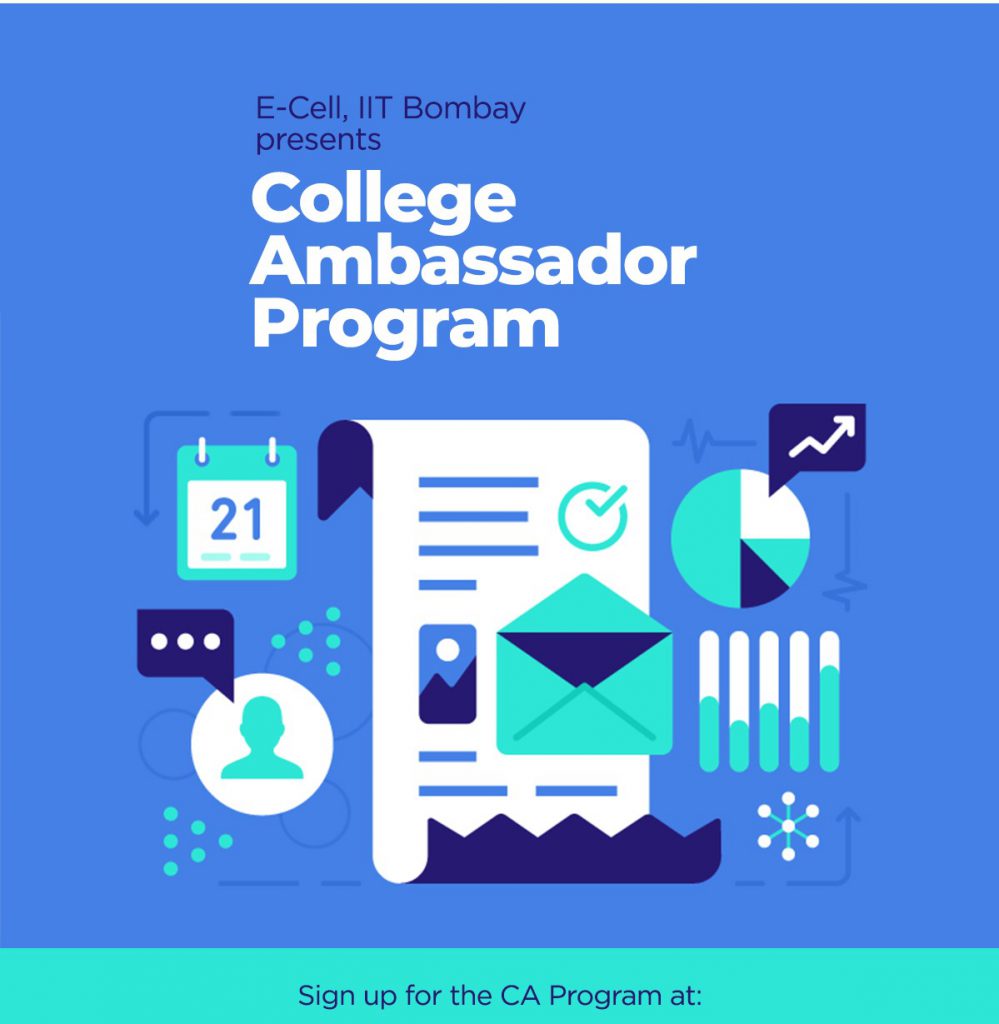 E-Cell, IIT Bombay
presents
College
Ambassador
Program
21
Sign up for the CA Program at: